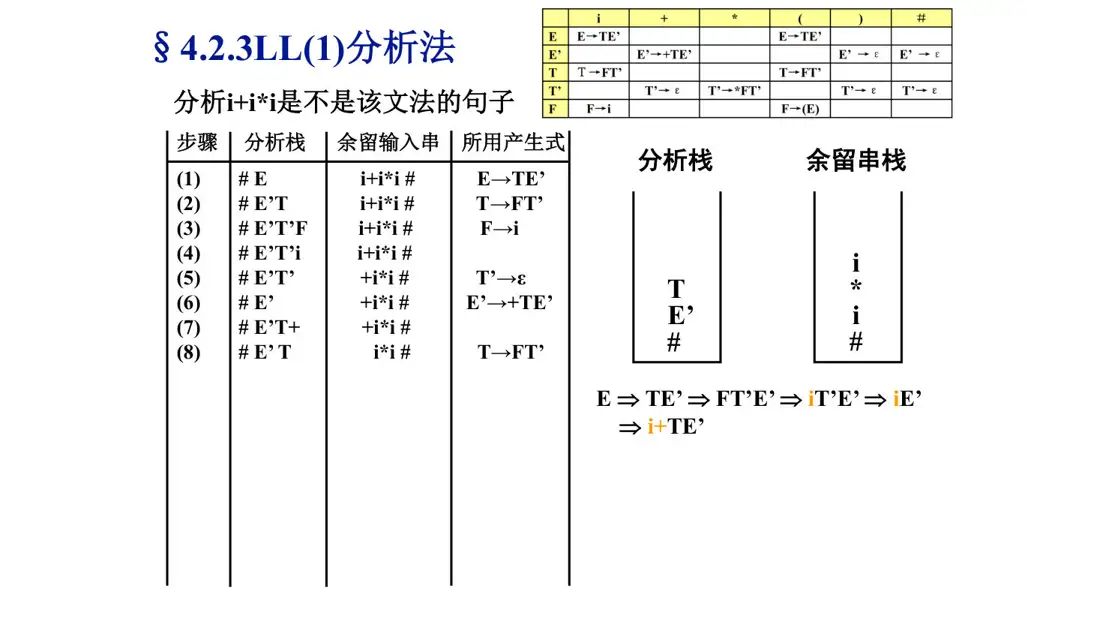 §4.2.3LL(1)分析法
i + * ( ) #
E E→TE’ E→TE’
E’ E’→+TE’ E’→ε E’→ε
T T→FT’ T→FT’
T’ T’→ε T’→*FT’ T’→ε T’→ε
F F→i F→(E)
分析i+i*i是不是该文法的句子
步骤 分析栈 余留输入串 所用产生式
(1) # E i+i*i # E→TE’
(2) # E’T i+i*i # T→FT’
(3) # E’T’F i+i*i # F→i
(4) # E’T’i i+i*i #
(5) # E’T’ +i*i # T’→ε
(6) # E’ +i*i # E’→+TE’
(7) # E’T+ +i*i #
(8) # E’ T i*i # T→FT’
分析栈 余留串栈
i
T *
E’ i
# #
E ⇒ TE’ ⇒ FT’E’ ⇒ iT’E’ ⇒ iE’
⇒ i+TE’